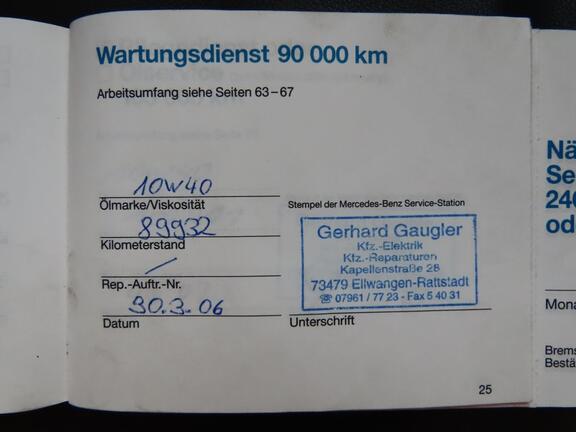 Wartungsdienst 90 000 km
Arbeitsumfang siehe Seiten 63–67
10W40
Ölmarke/Viskosität
89932
Kilometerstand
/
Rep.-Auftr.-Nr.
30.3.06
Datum
Stempel der Mercedes-Benz Service-Station
Gerhard Gaugler
Kfz.-Elektrik
Kfz.-Reparaturen
Kapellenstraße 28
73479 Ellwangen-Rattstadt
☏ 07961 / 77 23 - Fax 5 40 31
Unterschrift
25
Nä
Se
240
od
Mona
Brems
Bestä